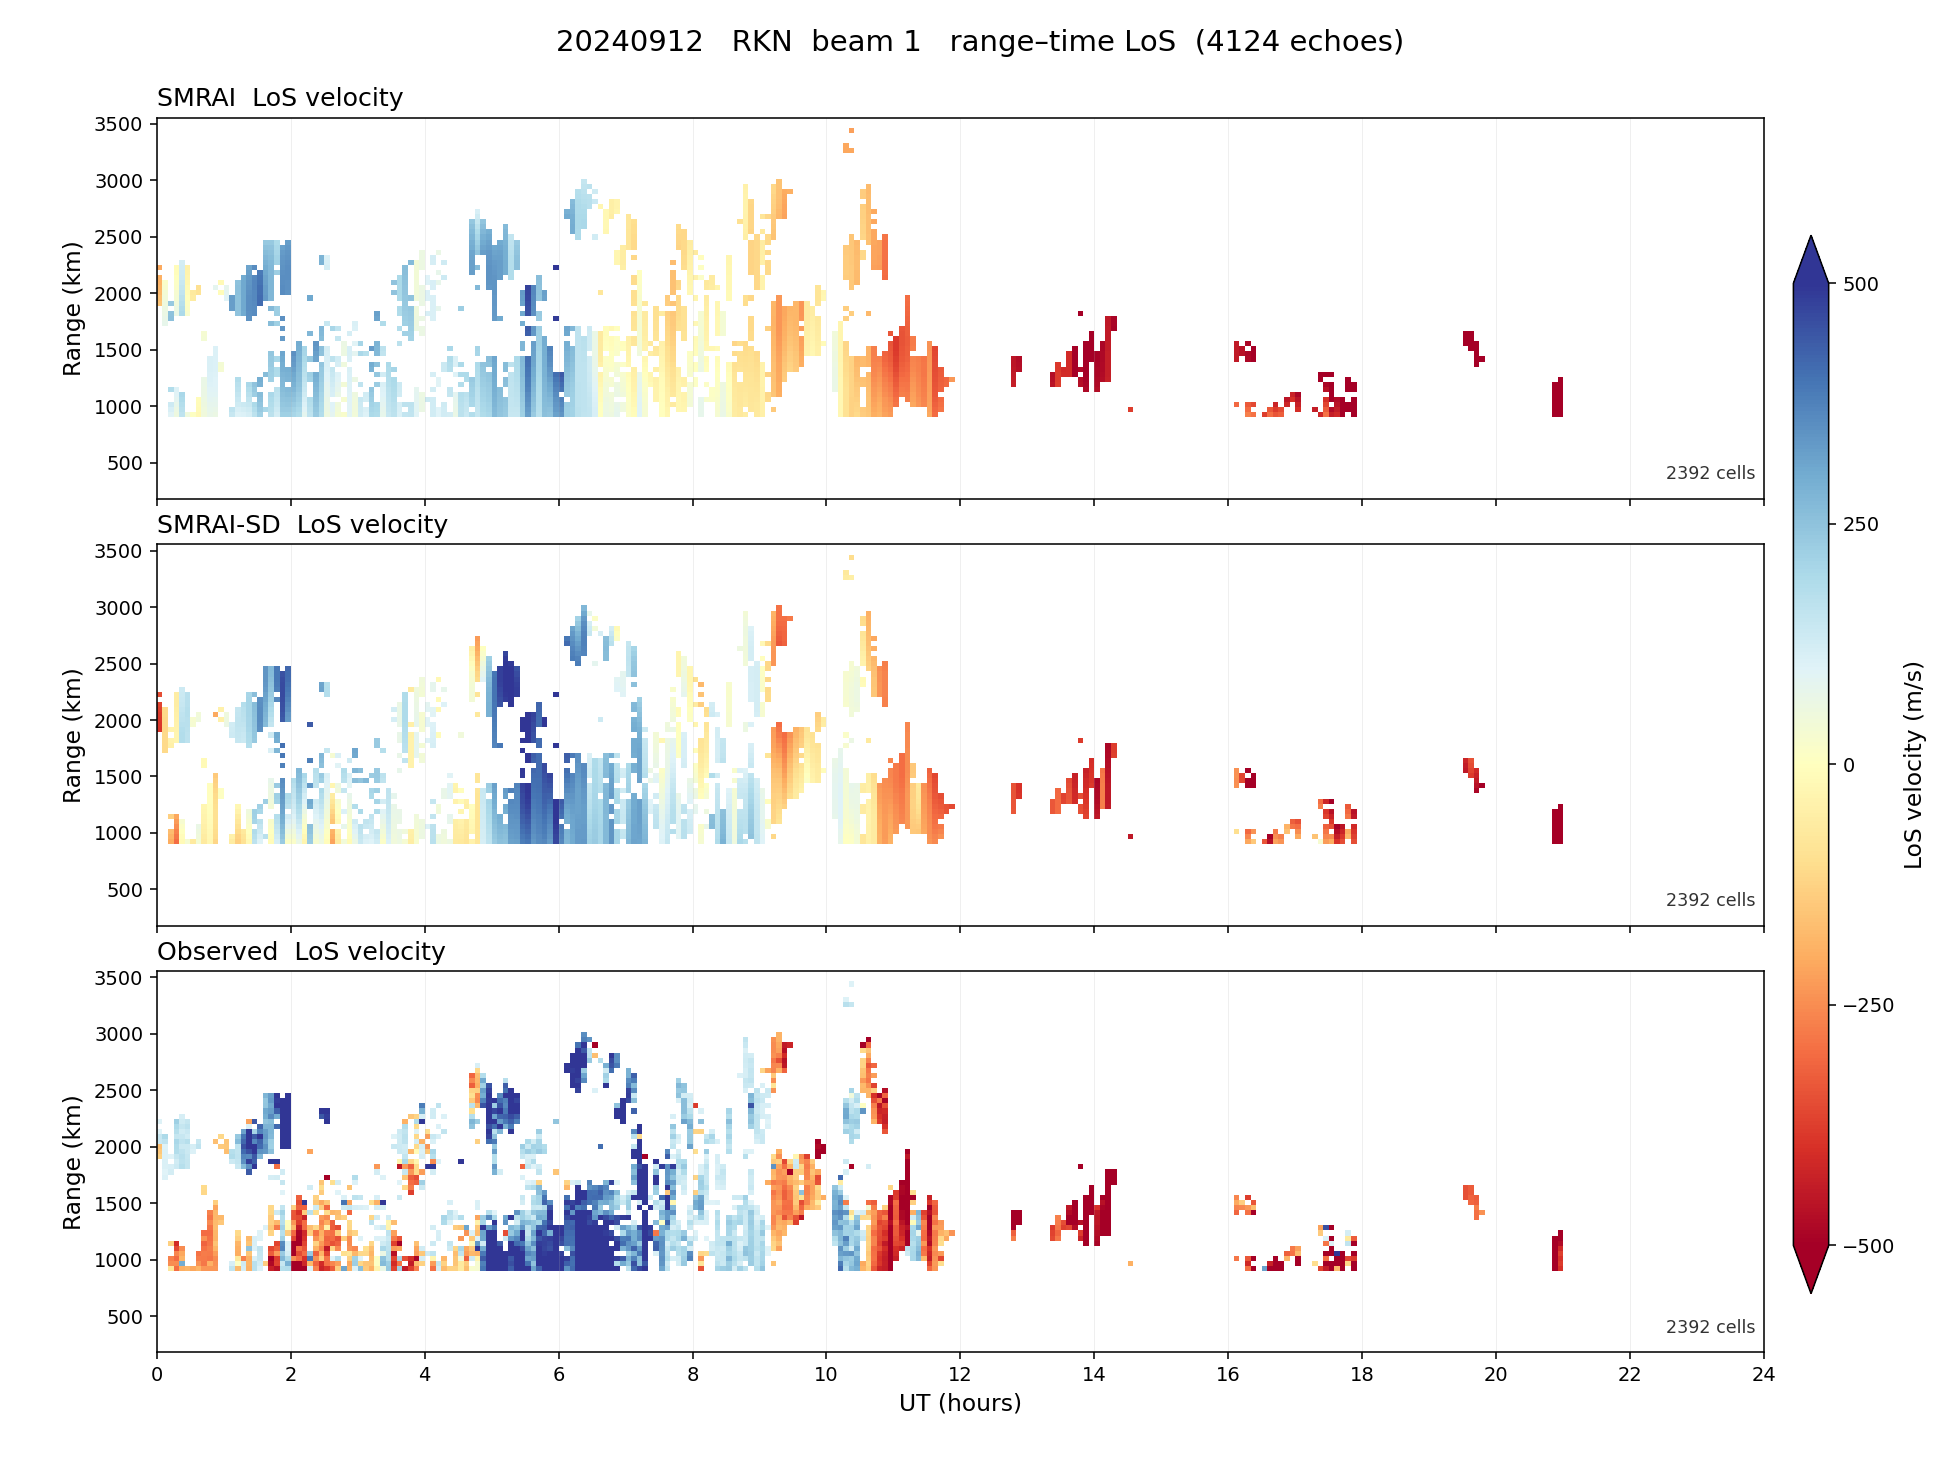 20240912 RKN beam 1 range–time LoS (4124 echoes)
SMRAI LoS velocity
3500
3000
2500
2000
1500
1000
500
Range (km)
2392 cells
SMRAI-SD LoS velocity
3500
3000
2500
2000
1500
1000
500
Range (km)
2392 cells
Observed LoS velocity
3500
3000
2500
2000
1500
1000
500
Range (km)
2392 cells
0 2 4 6 8 10 12 14 16 18 20 22 24
UT (hours)
500
250
0
−250
−500
LoS velocity (m/s)